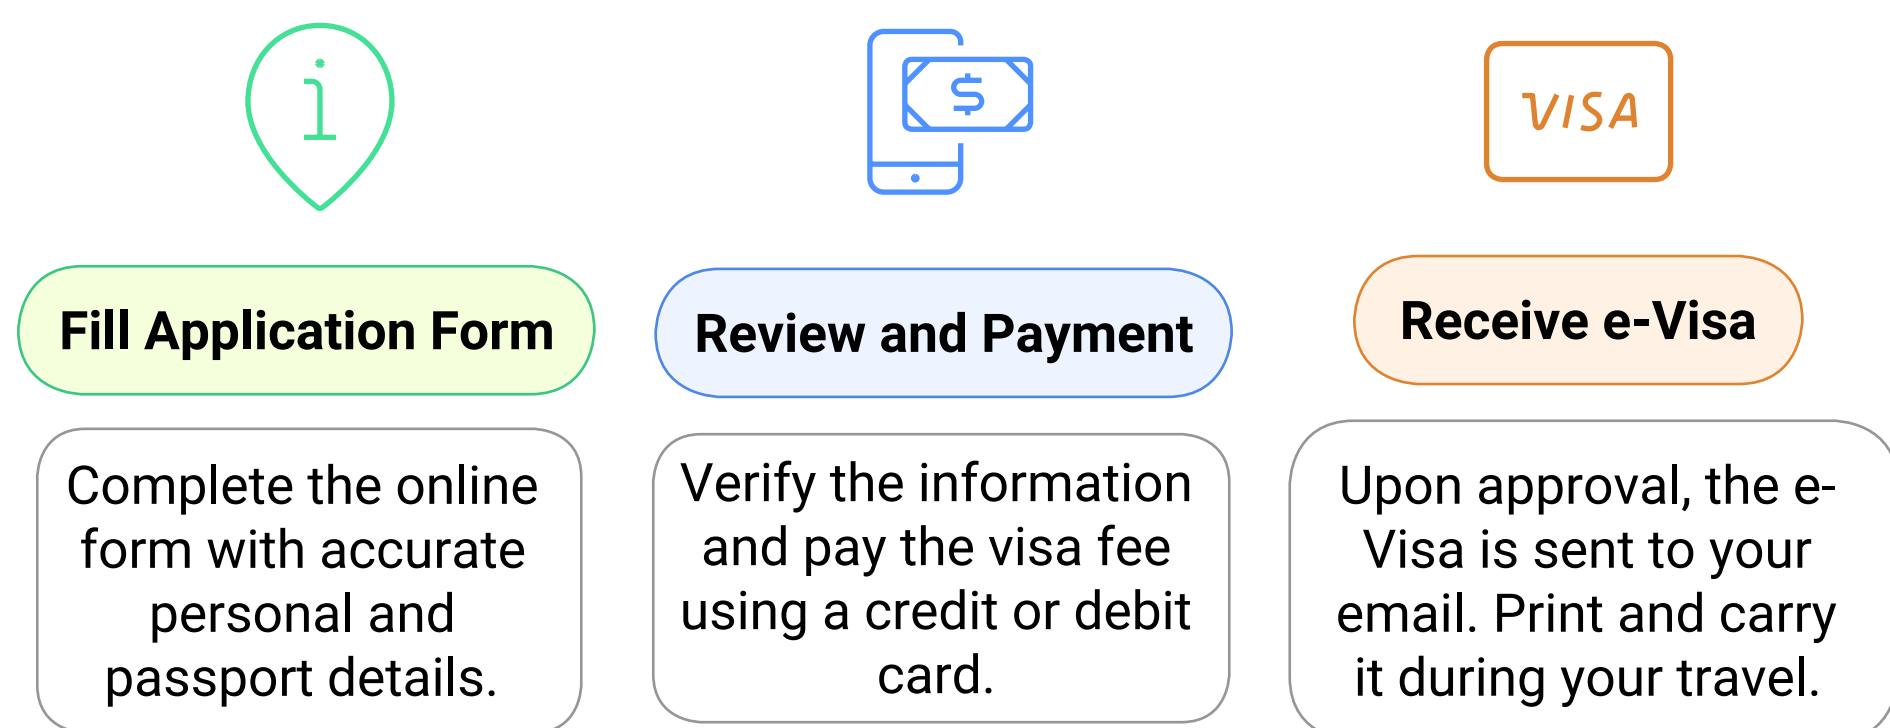 i
VISA
Fill Application Form
Review and Payment
Receive e-Visa
Complete the online
form with accurate
personal and
passport details.
Verify the information
and pay the visa fee
using a credit or debit
card.
Upon approval, the e-
Visa is sent to your
email. Print and carry
it during your travel.